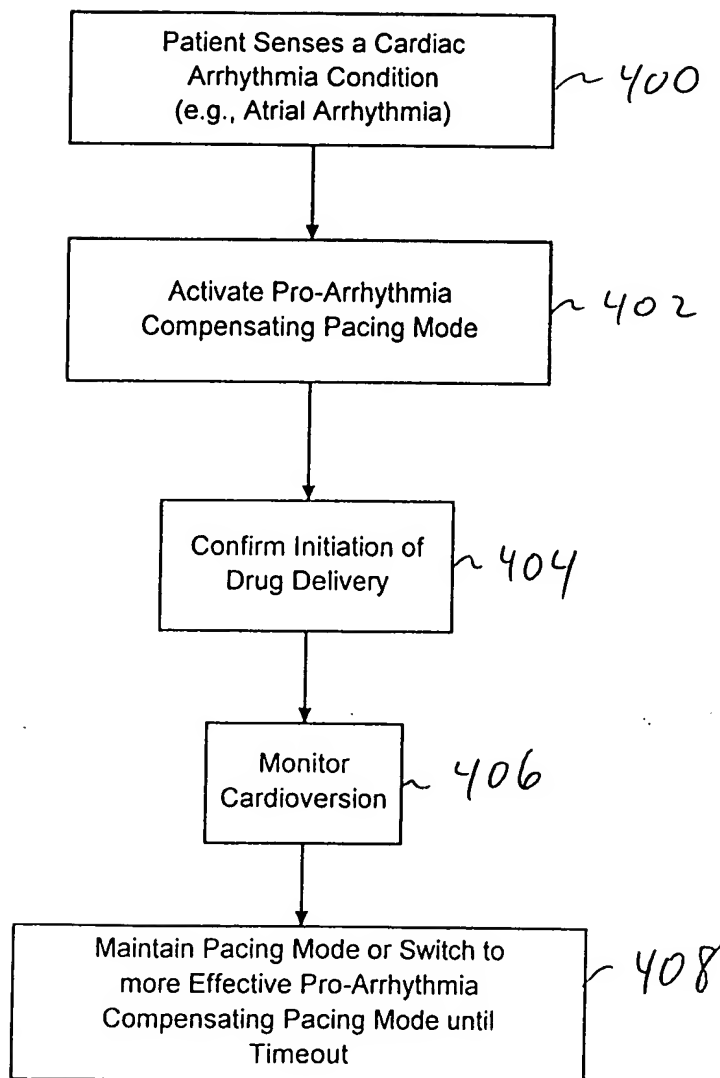 Patient Senses a Cardiac
Arrhythmia Condition
(e.g., Atrial Arrhythmia)
400
Activate Pro-Arrhythmia
Compensating Pacing Mode
402
Confirm Initiation of
Drug Delivery
404
Monitor
Cardioversion
406
Maintain Pacing Mode or Switch to
more Effective Pro-Arrhythmia
Compensating Pacing Mode until
Timeout
408